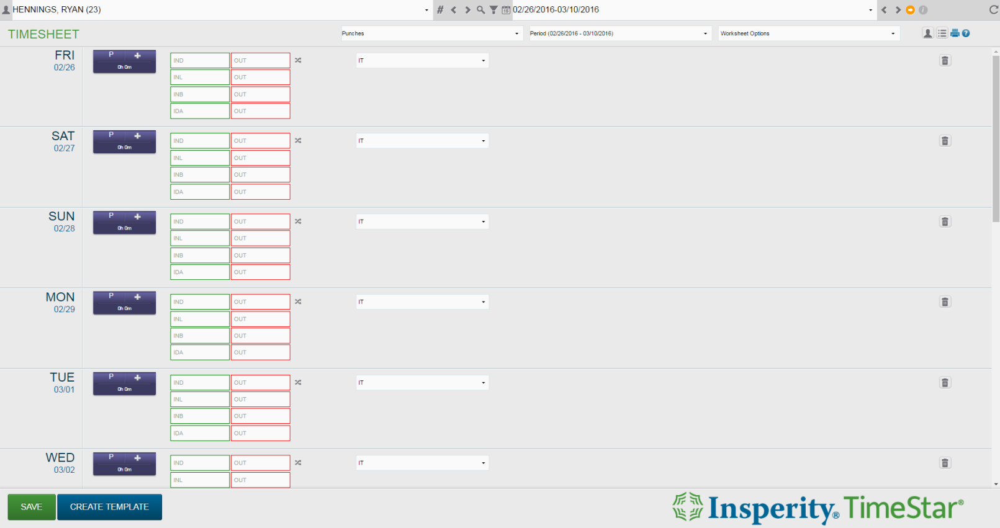 HENNINGS, RYAN (23) # 15 02/26/2016-03/10/2016
TIMESHEET Punches Period (02/26/2016 - 03/10/2016) Worksheet Options
FRI P IND OUT IT
02/26 0h 0m
INL OUT
INB OUT
IDA OUT
SAT P IND OUT IT
02/27 0h 0m
INL OUT
INB OUT
IDA OUT
SUN P IND OUT IT
02/28 0h 0m
INL OUT
INB OUT
IDA OUT
MON P IND OUT IT
02/29 0h 0m
INL OUT
INB OUT
IDA OUT
TUE P IND OUT IT
03/01 0h 0m
INL OUT
INB OUT
IDA OUT
WED P IND OUT IT
03/02 0h 0m
INL OUT
SAVE CREATE TEMPLATE Insperity® TimeStar®